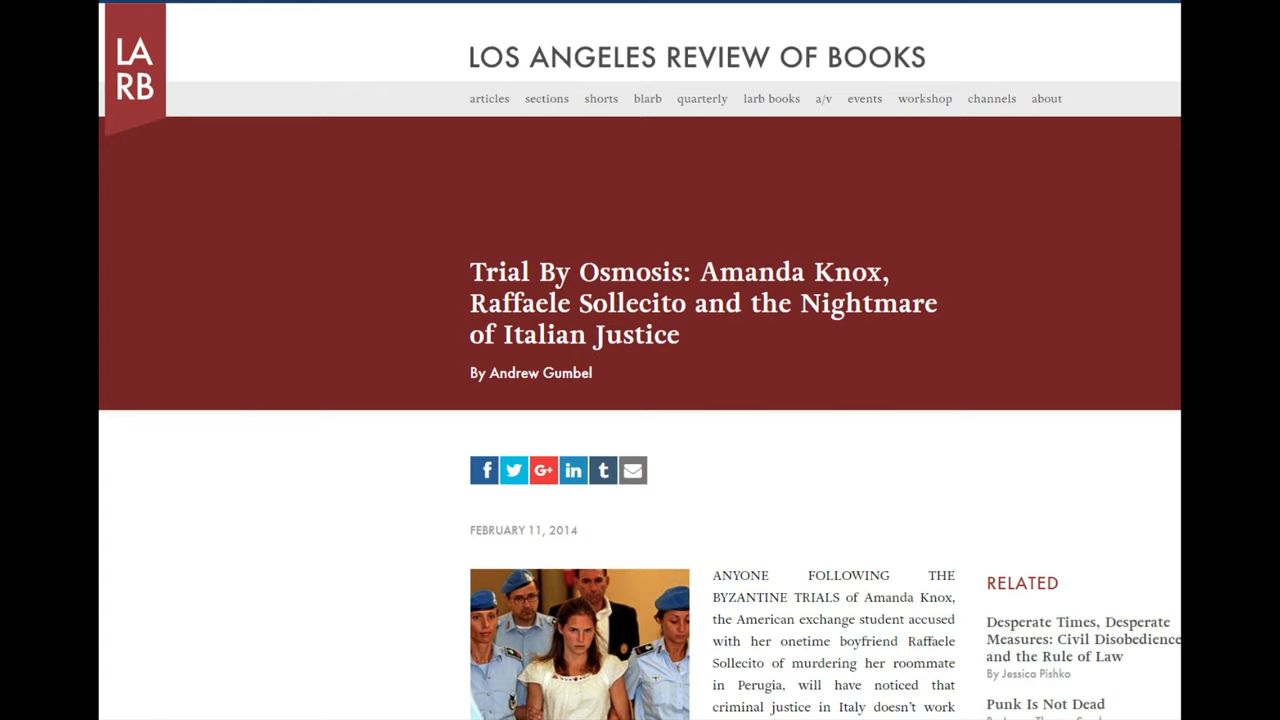 LA
RB
LOS ANGELES REVIEW OF BOOKS
articles sections shorts blarb quarterly larb books a/v events workshop channels about
Trial By Osmosis: Amanda Knox,
Raffaele Sollecito and the Nightmare
of Italian Justice
By Andrew Gumbel
f G+ in t
FEBRUARY 11, 2014
ANYONE FOLLOWING THE
BYZANTINE TRIALS of Amanda Knox,
the American exchange student accused
with her onetime boyfriend Raffaele
Sollecito of murdering her roommate
in Perugia, will have noticed that
criminal justice in Italy doesn't work
RELATED
Desperate Times, Desperate
Measures: Civil Disobedience
and the Rule of Law
By Jessica Pishko
Punk Is Not Dead